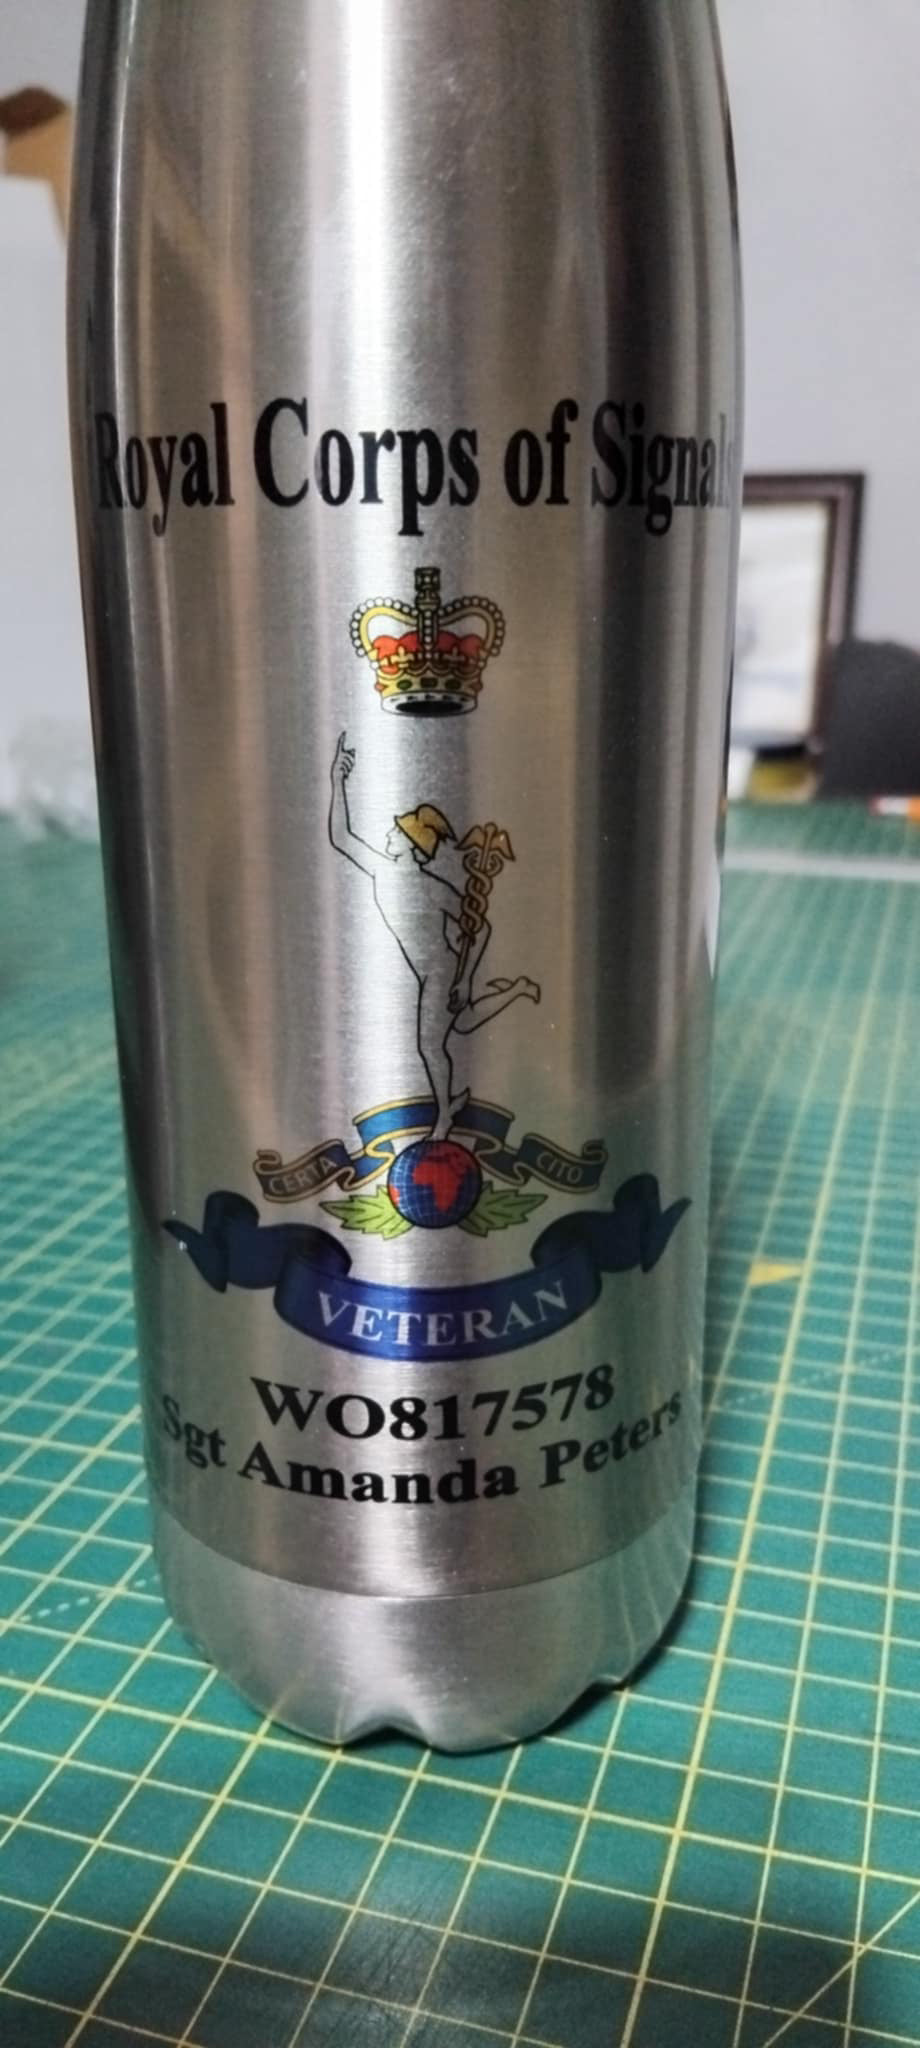 Royal Corps of Signals
CERTA CITO
VETERAN
WO817578
Sgt Amanda Peters